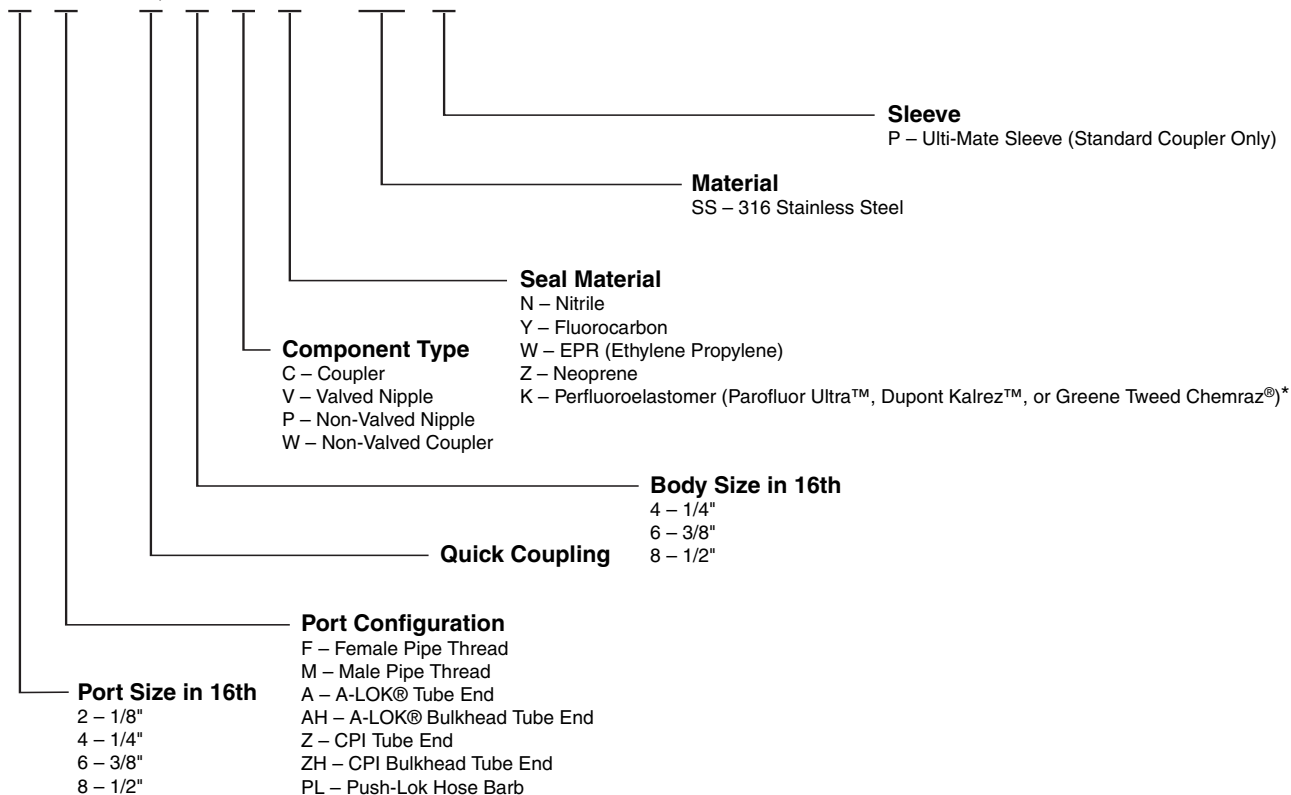 Sleeve
P – Ulti-Mate Sleeve (Standard Coupler Only)
Material
SS – 316 Stainless Steel
Seal Material
N – Nitrile
Y – Fluorocarbon
W – EPR (Ethylene Propylene)
Z – Neoprene
K – Perfluoroelastomer (Parofluor Ultra™, Dupont Kalrez™, or Greene Tweed Chemraz®)*
Component Type
C – Coupler
V – Valved Nipple
P – Non-Valved Nipple
W – Non-Valved Coupler
Body Size in 16th
4 – 1/4"
6 – 3/8"
8 – 1/2"
Quick Coupling
Port Configuration
F – Female Pipe Thread
M – Male Pipe Thread
A – A-LOK® Tube End
AH – A-LOK® Bulkhead Tube End
Z – CPI Tube End
ZH – CPI Bulkhead Tube End
PL – Push-Lok Hose Barb
Port Size in 16th
2 – 1/8"
4 – 1/4"
6 – 3/8"
8 – 1/2"